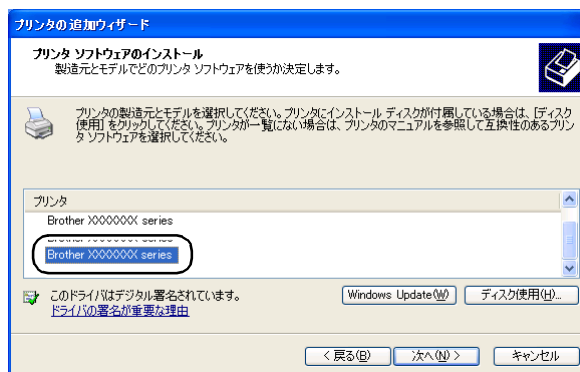 プリンタの追加ウィザード
プリンタ ソフトウェアのインストール
製造元とモデルでどのプリンタ ソフトウェアを使うか決定します。
プリンタの製造元とモデルを選択してください。プリンタにインストール ディスクが付属している場合は、[ディスク
使用] をクリックしてください。プリンタが一覧にない場合は、プリンタのマニュアルを参照して互換性のあるプリン
タ ソフトウェアを選択してください。
プリンタ
Brother XXXXXXX series
Brother XXXXXXX series
このドライバはデジタル署名されています。
Windows Update(W)
ディスク使用(H)...
ドライバの署名が重要な理由
< 戻る(B)
次へ(N) >
キャンセル